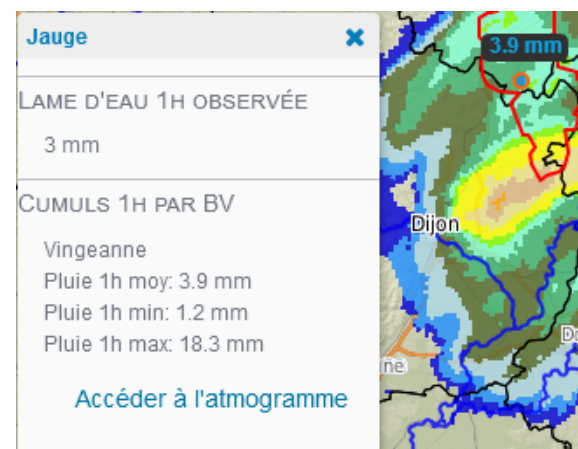 Jauge
3.9 mm
LAME D'EAU 1H OBSERVÉE
3 mm
CUMULS 1H PAR BV
Vingeanne
Pluie 1h moy: 3.9 mm
Pluie 1h min: 1.2 mm
Pluie 1h max: 18.3 mm
Accéder à l'atmogramme
Dijon